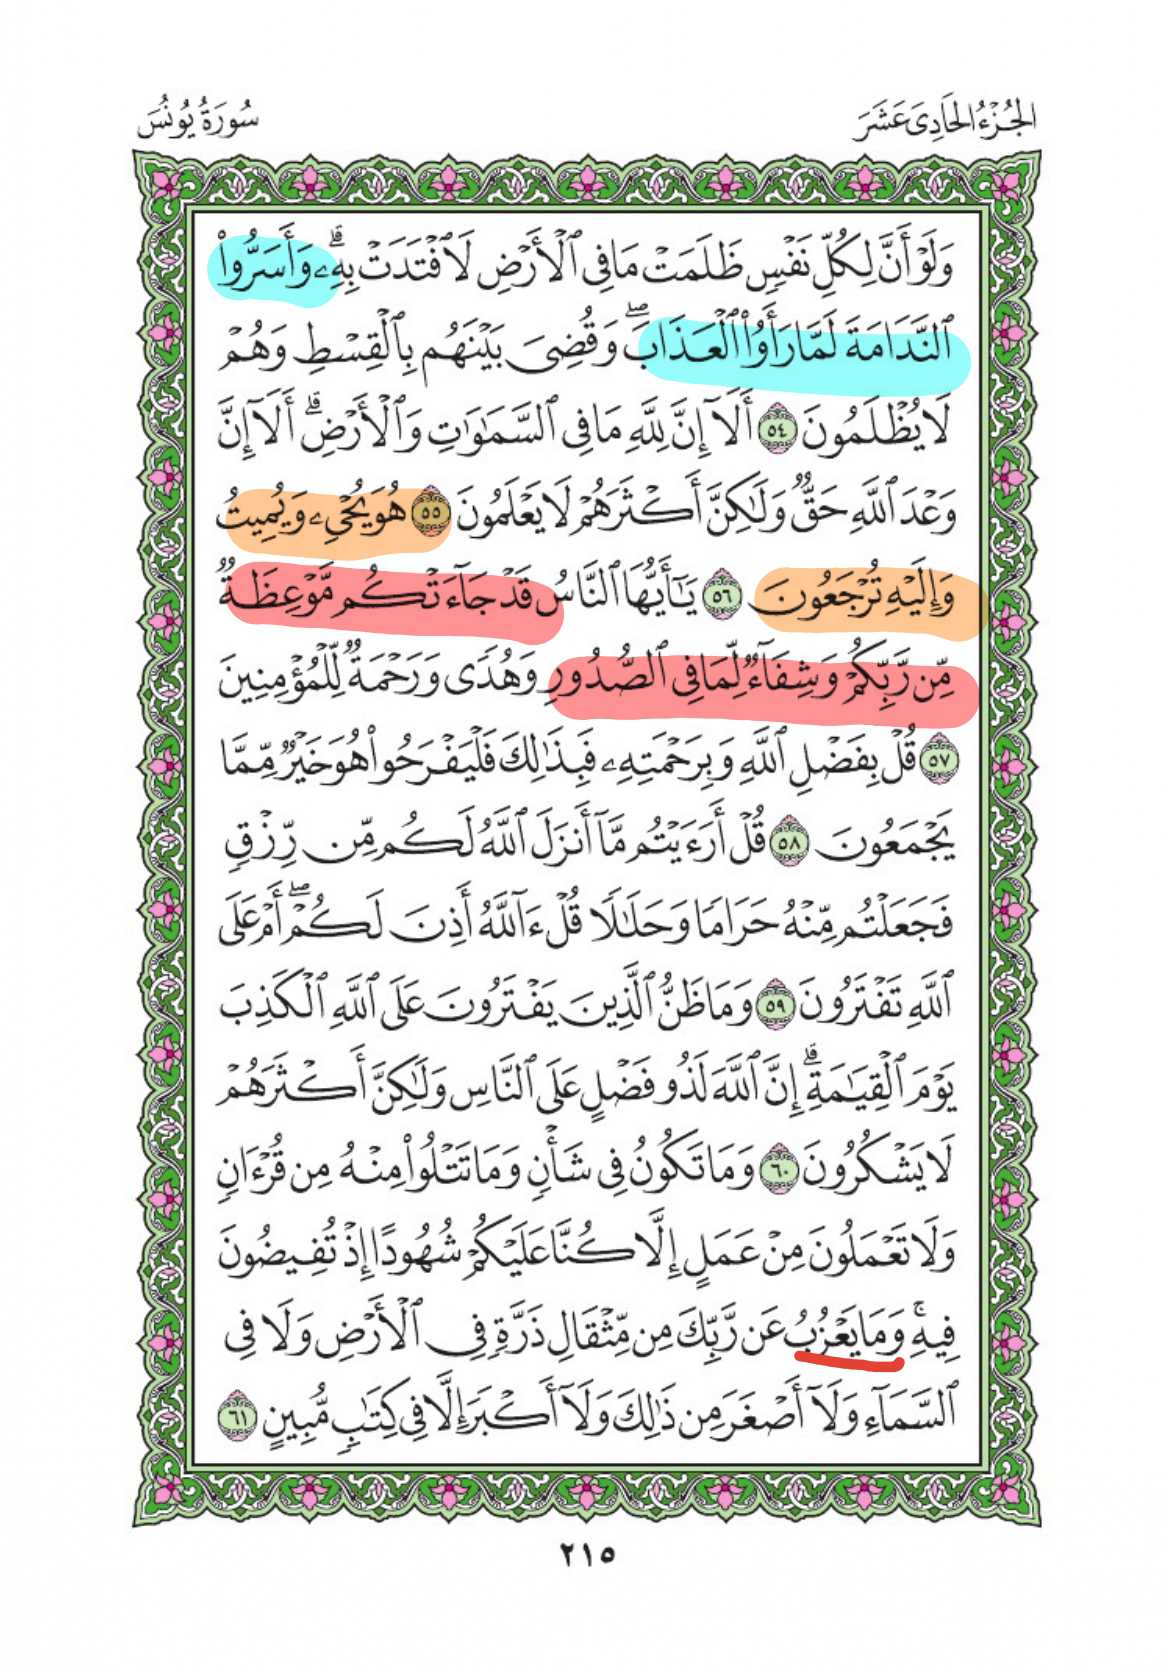 الجُزْءُ الحَادِيَ عَشَرَ
سُورَةُ يُونُسَ
وَلَوْ أَنَّ لِكُلِّ نَفْسٍ ظَلَمَتْ مَا فِي ٱلْأَرْضِ لَٱفْتَدَتْ بِهِۦۗ وَأَسَرُّوا۟
ٱلنَّدَامَةَ لَمَّا رَأَوُا۟ ٱلْعَذَابَۖ وَقُضِىَ بَيْنَهُم بِٱلْقِسْطِ وَهُمْ
لَا يُظْلَمُونَ ٥٤ أَلَآ إِنَّ لِلَّهِ مَا فِي ٱلسَّمَٰوَٰتِ وَٱلْأَرْضِۗ أَلَآ إِنَّ
وَعْدَ ٱللَّهِ حَقٌّ وَلَٰكِنَّ أَكْثَرَهُمْ لَا يَعْلَمُونَ ٥٥ هُوَ يُحْىِۦ وَيُمِيتُ
وَإِلَيْهِ تُرْجَعُونَ ٥٦ يَٰٓأَيُّهَا ٱلنَّاسُ قَدْ جَآءَتْكُم مَّوْعِظَةٌ
مِّن رَّبِّكُمْ وَشِفَآءٌ لِّمَا فِي ٱلصُّدُورِ وَهُدًى وَرَحْمَةٌ لِّلْمُؤْمِنِينَ
٥٧ قُلْ بِفَضْلِ ٱللَّهِ وَبِرَحْمَتِهِۦ فَبِذَٰلِكَ فَلْيَفْرَحُوا۟ هُوَ خَيْرٌ مِّمَّا
يَجْمَعُونَ ٥٨ قُلْ أَرَءَيْتُم مَّآ أَنزَلَ ٱللَّهُ لَكُم مِّن رِّزْقٍ
فَجَعَلْتُم مِّنْهُ حَرَامًا وَحَلَٰلًا قُلْ ءَآللَّهُ أَذِنَ لَكُمْۖ أَمْ عَلَى
ٱللَّهِ تَفْتَرُونَ ٥٩ وَمَا ظَنُّ ٱلَّذِينَ يَفْتَرُونَ عَلَى ٱللَّهِ ٱلْكَذِبَ
يَوْمَ ٱلْقِيَٰمَةِۗ إِنَّ ٱللَّهَ لَذُو فَضْلٍ عَلَى ٱلنَّاسِ وَلَٰكِنَّ أَكْثَرَهُمْ
لَا يَشْكُرُونَ ٦٠ وَمَا تَكُونُ فِي شَأْنٍ وَمَا تَتْلُوا۟ مِنْهُ مِن قُرْءَانٍ
وَلَا تَعْمَلُونَ مِنْ عَمَلٍ إِلَّا كُنَّا عَلَيْكُمْ شُهُودًا إِذْ تُفِيضُونَ
فِيهِۚ وَمَا يَعْزُبُ عَن رَّبِّكَ مِن مِّثْقَالِ ذَرَّةٍ فِي ٱلْأَرْضِ وَلَا فِي
ٱلسَّمَآءِ وَلَآ أَصْغَرَ مِن ذَٰلِكَ وَلَآ أَكْبَرَ إِلَّا فِي كِتَٰبٍ مُّبِينٍ ٦١
٢١٥